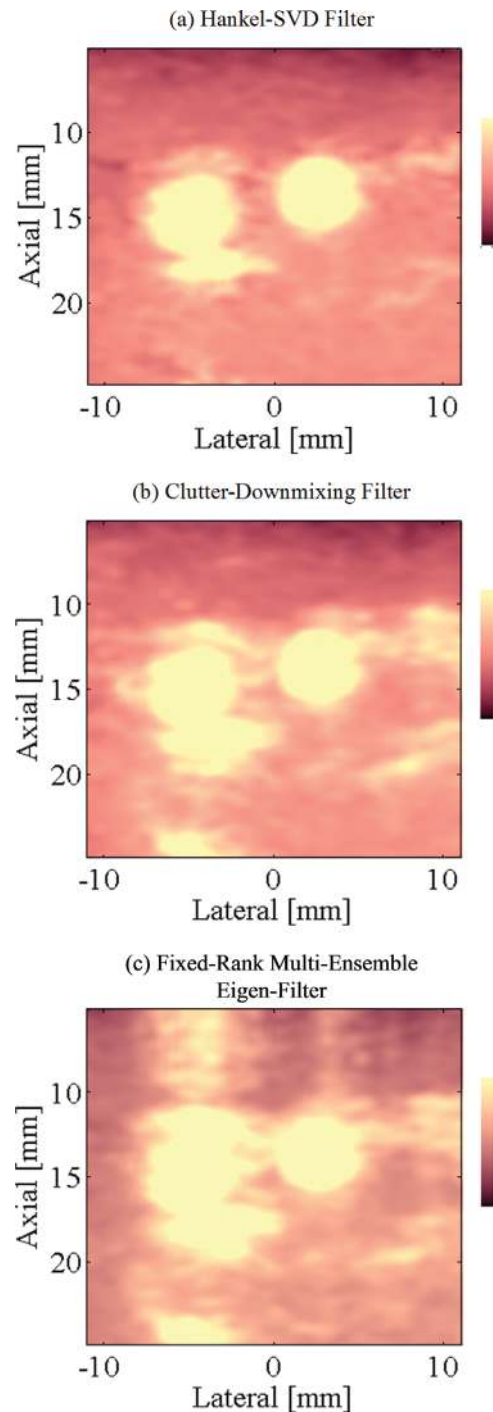 (a) Hankel-SVD Filter
10
15
20
Axial [mm]
-10 0 10
Lateral [mm]
(b) Clutter-Downmixing Filter
10
15
20
Axial [mm]
-10 0 10
Lateral [mm]
(c) Fixed-Rank Multi-Ensemble
Eigen-Filter
10
15
20
Axial [mm]
-10 0 10
Lateral [mm]